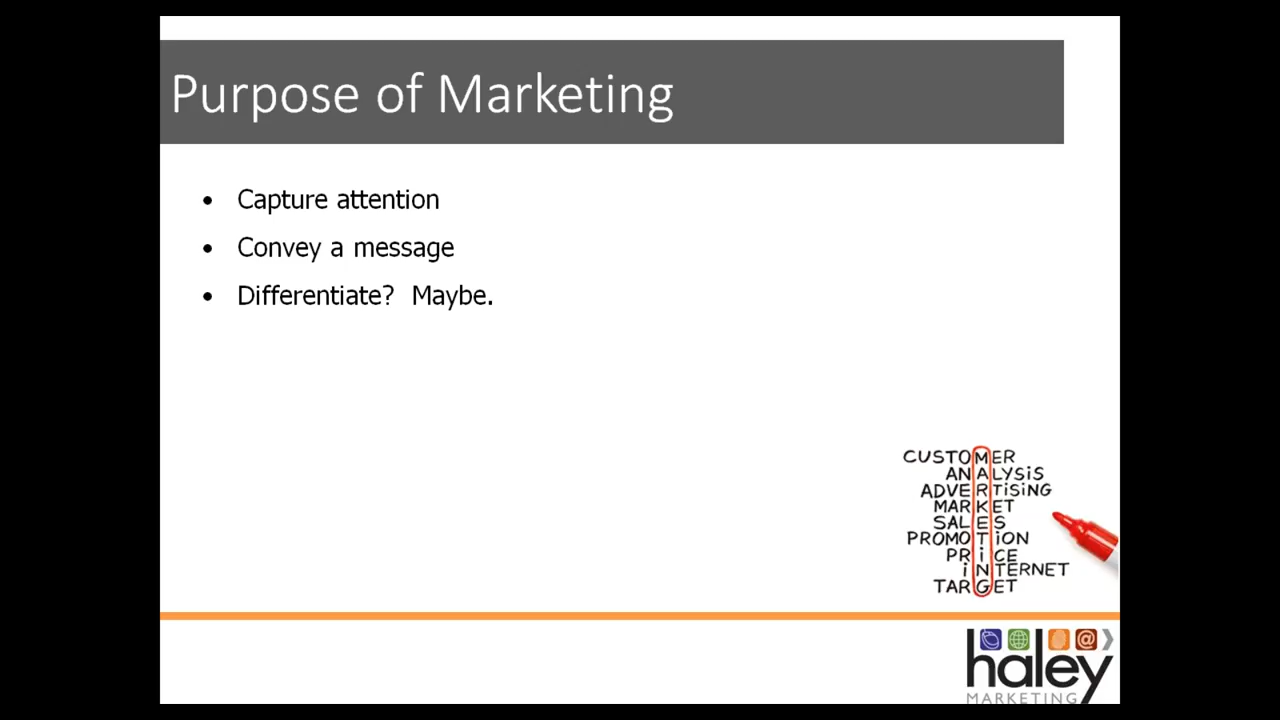 Purpose of Marketing
• Capture attention
• Convey a message
• Differentiate? Maybe.
CUSTOMER
ANALYSiS
ADVERTiSiNG
MARKET
SALES
PROMOTiON
PRiCE
iNTERNET
TARGET
haley
MARKETING